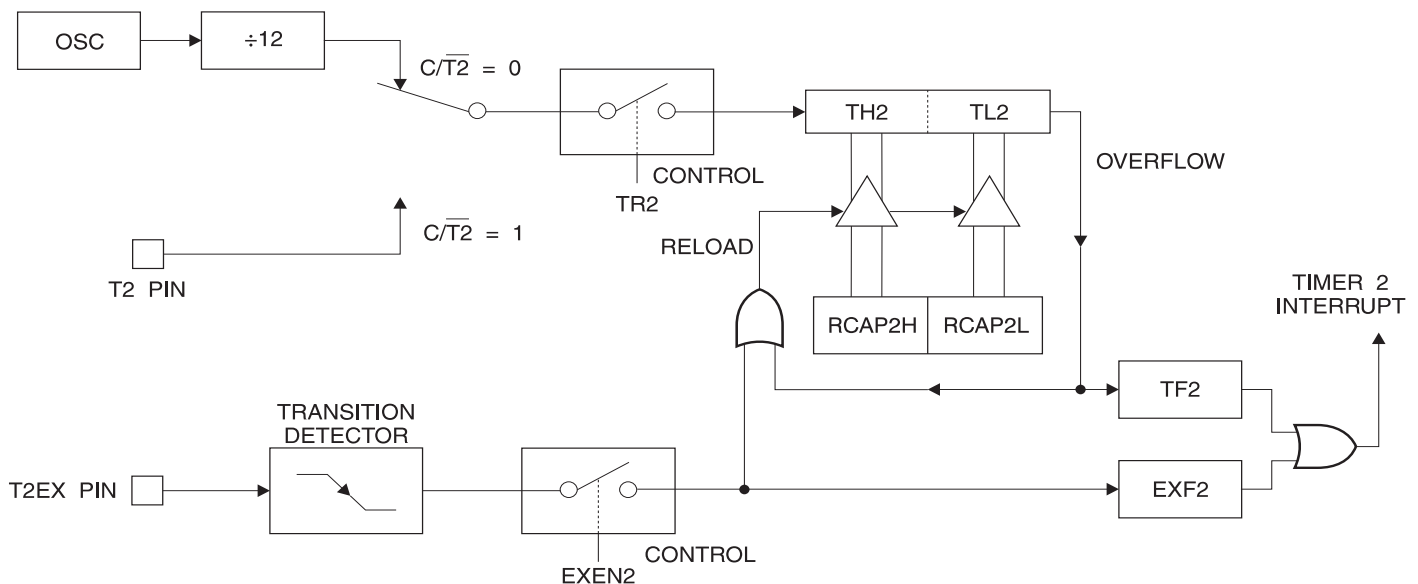 OSC
÷12
C/T2 = 0
TH2
TL2
OVERFLOW
CONTROL
TR2
C/T2 = 1
RELOAD
T2 PIN
TIMER 2
INTERRUPT
RCAP2H
RCAP2L
TF2
TRANSITION
DETECTOR
T2EX PIN
EXF2
CONTROL
EXEN2